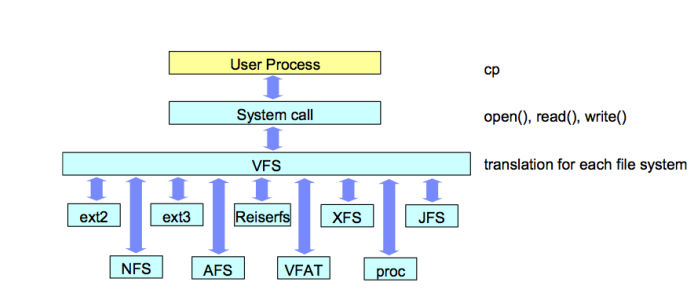 User Process
cp
System call
open(), read(), write()
VFS
translation for each file system
ext2
ext3
Reiserfs
XFS
JFS
NFS
AFS
VFAT
proc